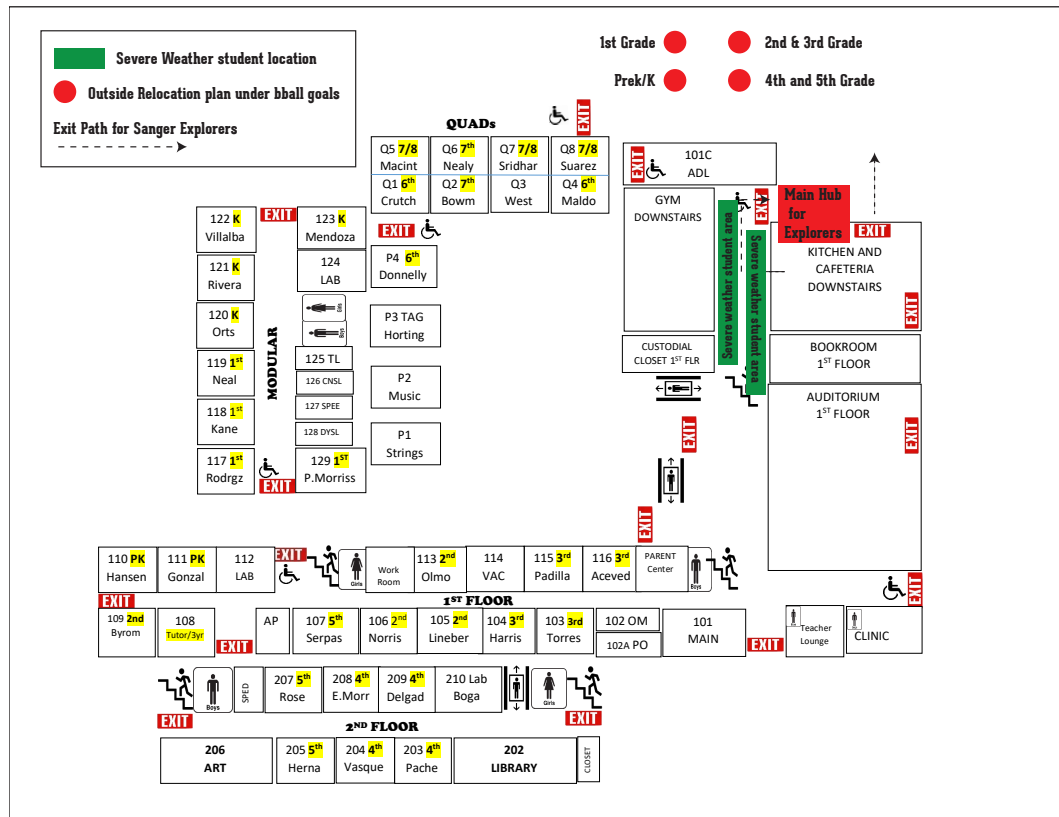 Severe Weather student location
Outside Relocation plan under bball goals
Exit Path for Sanger Explorers
1st Grade
2nd & 3rd Grade
Prek/K
4th and 5th Grade
QUADs
EXIT
Q5 7/8
Macint
Q6 7th
Nealy
Q7 7/8
Sridhar
Q8 7/8
Suarez
Q1 6th
Crutch
Q2 7th
Bowm
Q3
West
Q4 6th
Maldo
EXIT
101C
ADL
GYM
DOWNSTAIRS
EXIT
Main Hub
for
Explorers
Severe weather student area
Severe weather student area
EXIT
KITCHEN AND
CAFETERIA
DOWNSTAIRS
EXIT
CUSTODIAL
CLOSET 1ST FLR
BOOKROOM
1ST FLOOR
AUDITORIUM
1ST FLOOR
EXIT
EXIT
122 K
Villalba
EXIT
123 K
Mendoza
EXIT
121 K
Rivera
124
LAB
P4 6th
Donnelly
120 K
Orts
Girls
Boys
P3 TAG
Horting
MODULAR
119 1st
Neal
125 TL
126 CNSL
P2
Music
118 1st
Kane
127 SPEE
128 DYSL
P1
Strings
117 1st
Rodrgz
EXIT
129 1ST
P.Morriss
EXIT
110 PK
Hansen
111 PK
Gonzal
112
LAB
EXIT
Girls
Work
Room
113 2nd
Olmo
114
VAC
115 3rd
Padilla
116 3rd
Aceved
PARENT
Center
Boys
EXIT
1ST FLOOR
EXIT
109 2nd
Byrom
108
Tutor/3yr
EXIT
AP
107 5th
Serpas
106 2nd
Norris
105 2nd
Lineber
104 3rd
Harris
103 3rd
Torres
102 OM
102A PO
101
MAIN
EXIT
Teacher
Lounge
CLINIC
EXIT
Boys
SPED
207 5th
Rose
208 4th
E.Morr
209 4th
Delgad
210 Lab
Boga
Girls
EXIT
2ND FLOOR
206
ART
205 5th
Herna
204 4th
Vasque
203 4th
Pache
202
LIBRARY
CLOSET